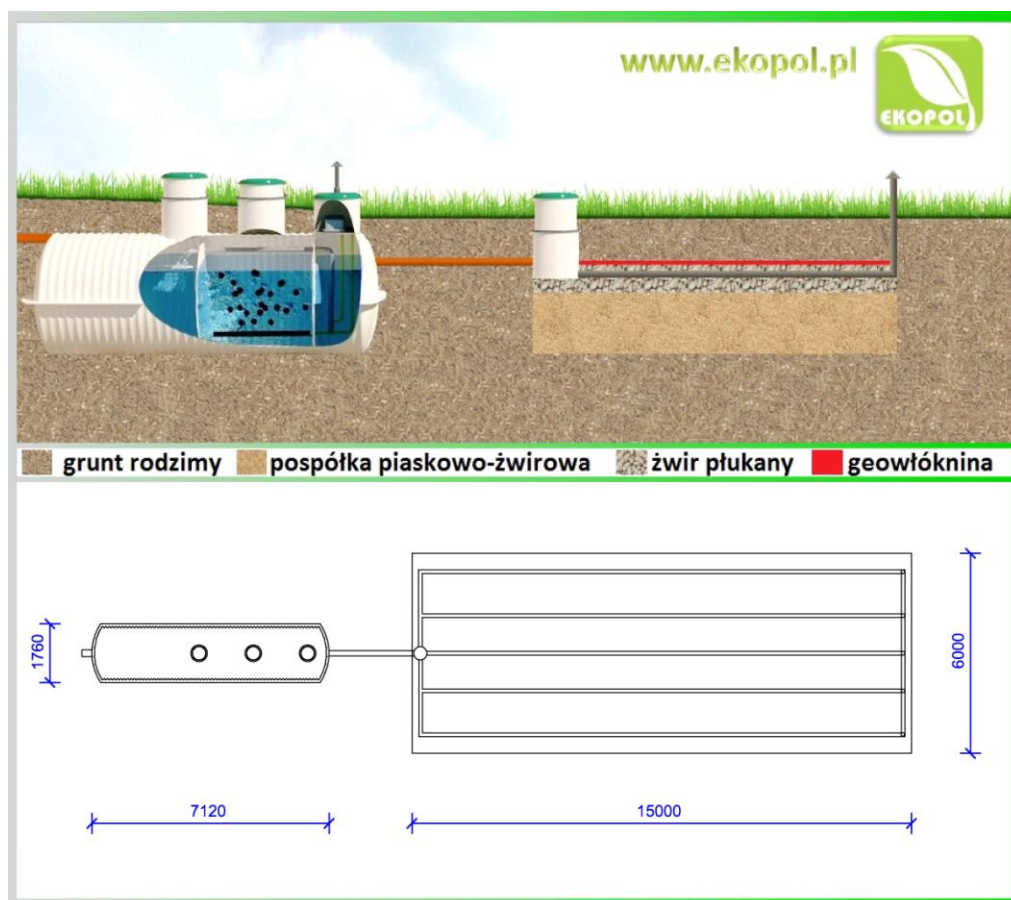 www.ekopol.pl
EKOPOL
grunt rodzimy pospółka piaskowo-żwirowa żwir płukany geowłóknina
1760
6000
7120
15000